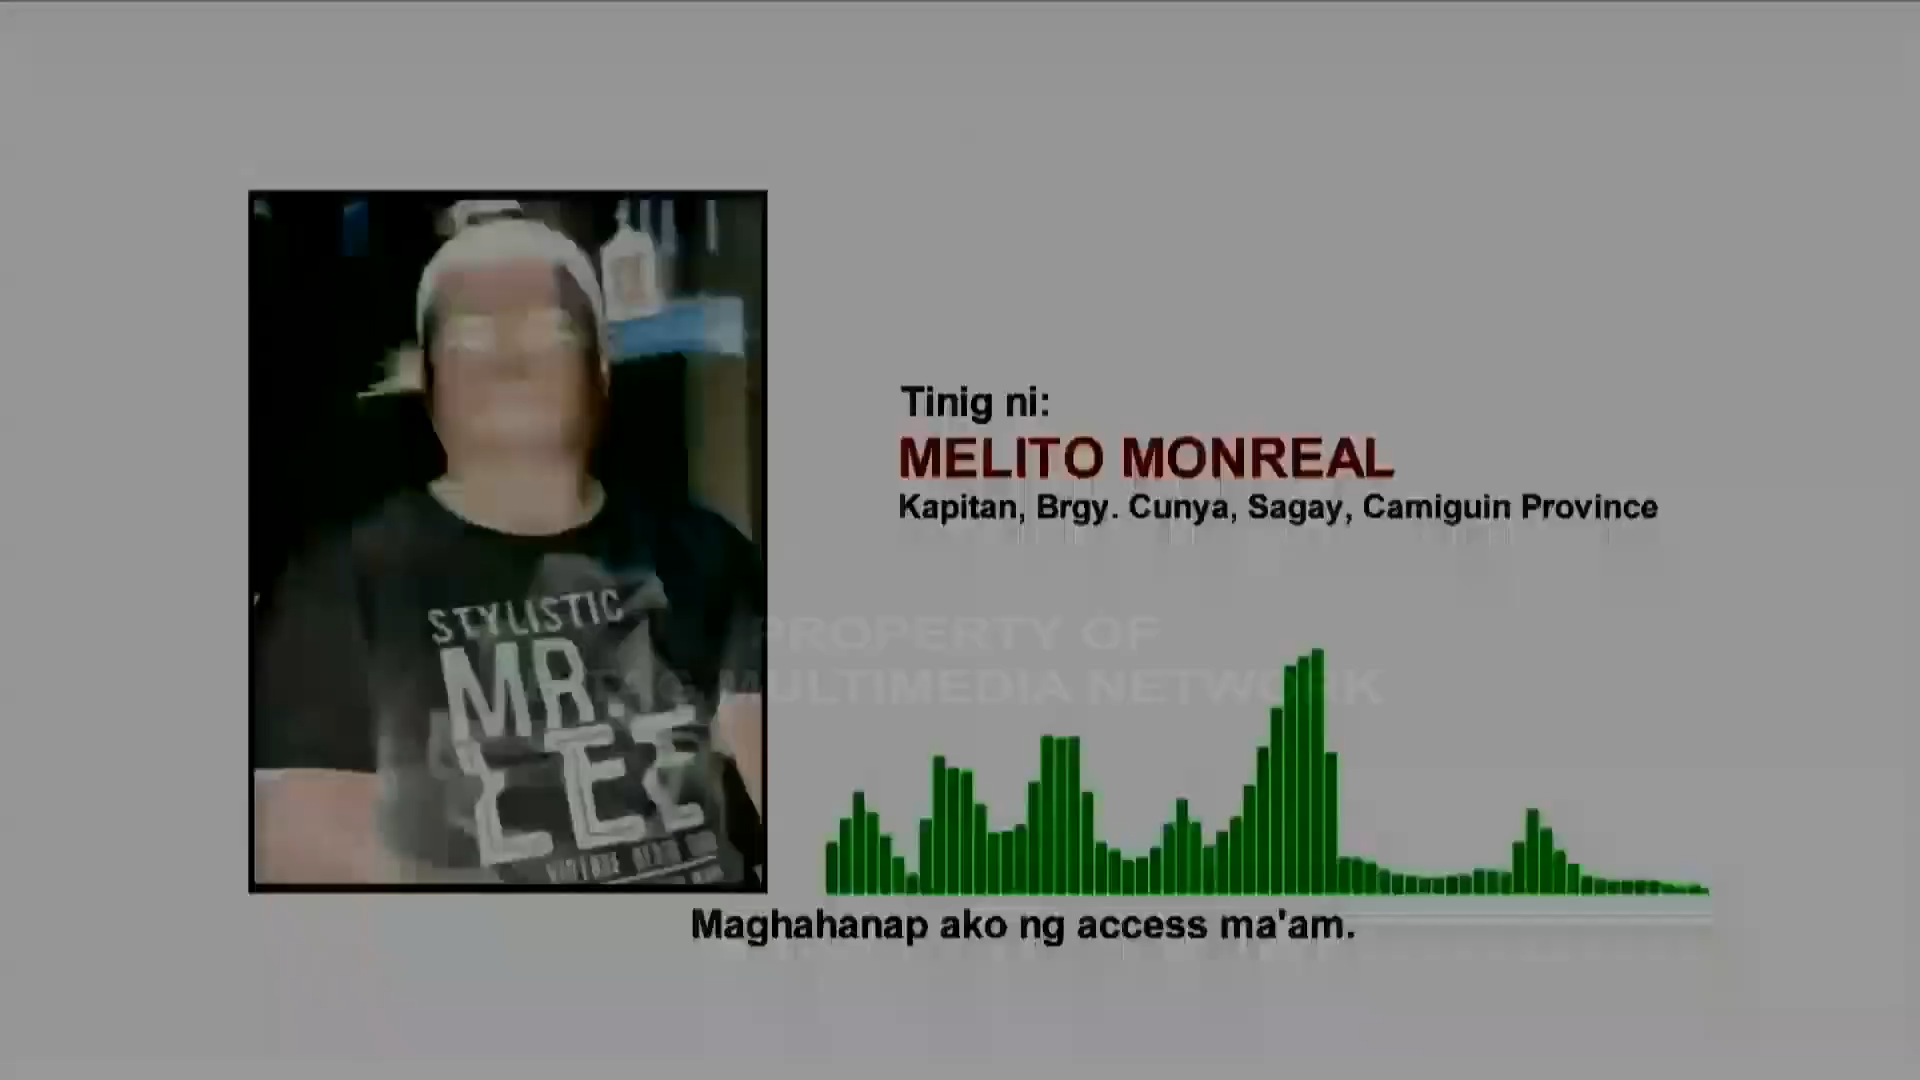 Tinig ni:
MELITO MONREAL
Kapitan, Brgy. Cunya, Sagay, Camiguin Province
STYLISTIC
MR.
LEE
PROPERTY OF
MULTIMEDIA NETWORK
Maghahanap ako ng access ma'am.